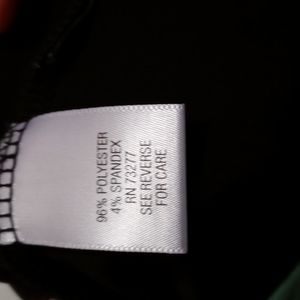 96% POLYESTER
4% SPANDEX
RN 73277
SEE REVERSE
FOR CARE